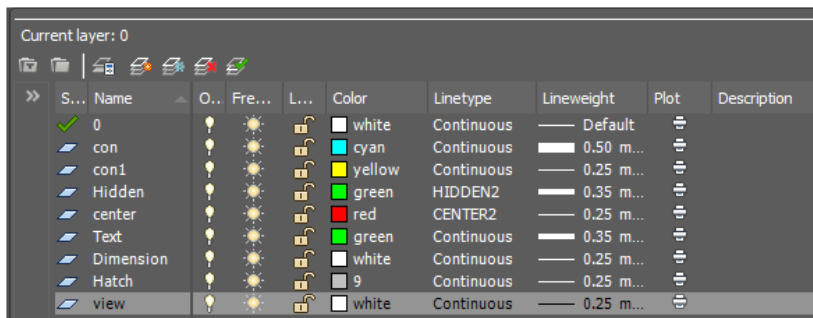 Current layer: 0
S... Name O.. Fre... L... Color Linetype Lineweight Plot Description
0 white Continuous Default
con cyan Continuous 0.50 m...
con1 yellow Continuous 0.25 m...
Hidden green HIDDEN2 0.35 m...
center red CENTER2 0.25 m...
Text green Continuous 0.35 m...
Dimension white Continuous 0.25 m...
Hatch 9 Continuous 0.25 m...
view white Continuous 0.25 m...